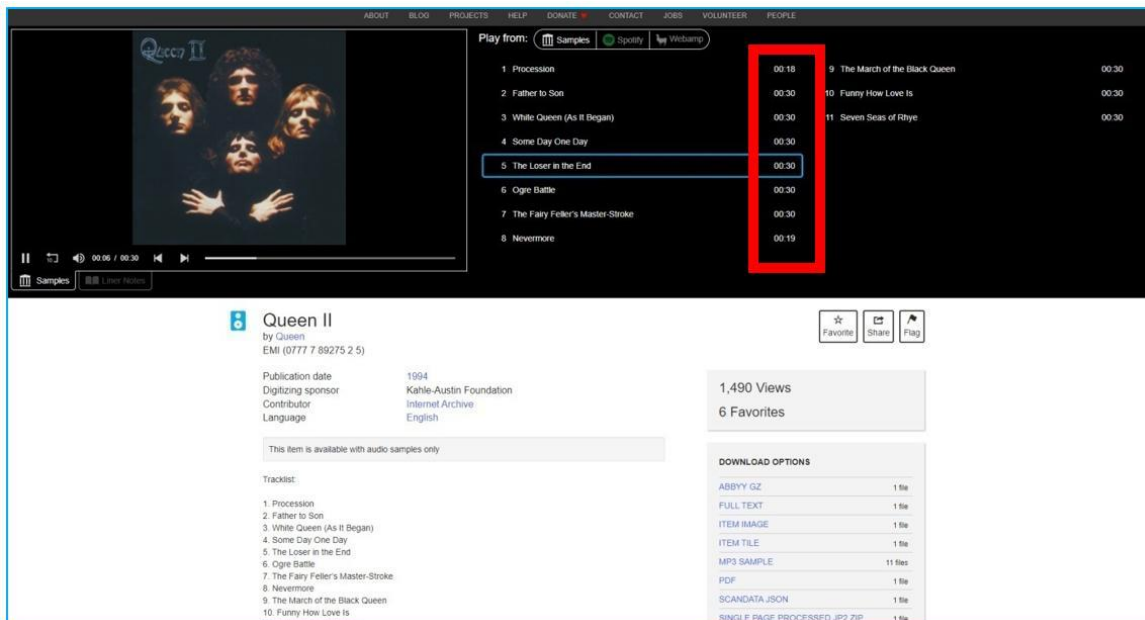 ABOUT BLOG PROJECTS HELP DONATE CONTACT JOBS VOLUNTEER PEOPLE
Queen II
Play from: Samples Spotify Webamp
1 Procession 00:18
2 Father to Son 00:30
3 White Queen (As It Began) 00:30
4 Some Day One Day 00:30
5 The Loser in the End 00:30
6 Ogre Battle 00:30
7 The Fairy Feller's Master-Stroke 00:30
8 Nevermore 00:19
9 The March of the Black Queen 00:30
10 Funny How Love Is 00:30
11 Seven Seas of Rhye 00:30
00:06 / 00:30
Samples Liner Notes
Queen II
by Queen
EMI (0777 7 89275 2 5)
Favorite Share Flag
Publication date 1994
Digitizing sponsor Kahle-Austin Foundation
Contributor Internet Archive
Language English
This item is available with audio samples only
Tracklist:
1. Procession
2. Father to Son
3. White Queen (As It Began)
4. Some Day One Day
5. The Loser in the End
6. Ogre Battle
7. The Fairy Feller's Master-Stroke
8. Nevermore
9. The March of the Black Queen
10. Funny How Love Is
1,490 Views
6 Favorites
DOWNLOAD OPTIONS
ABBYY GZ 1 file
FULL TEXT 1 file
ITEM IMAGE 1 file
ITEM TILE 1 file
MP3 SAMPLE 11 files
PDF 1 file
SCANDATA JSON 1 file
SINGLE PAGE PROCESSED JP2 ZIP 1 file